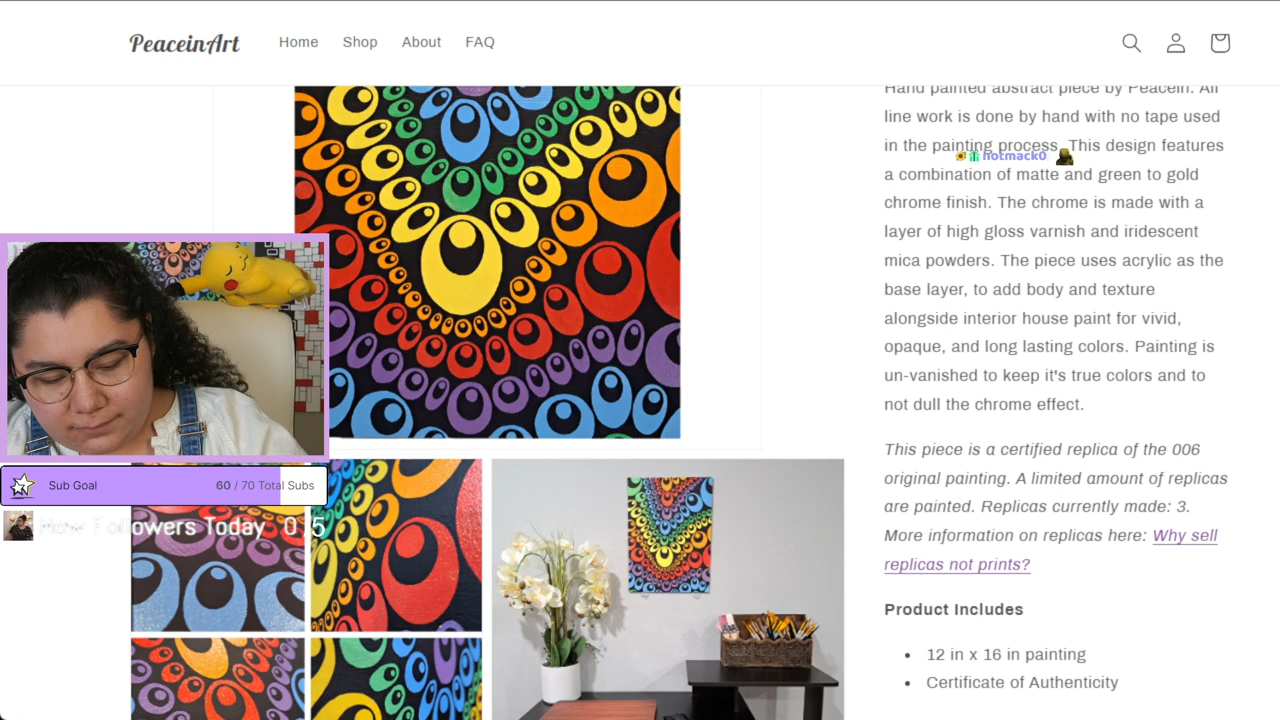 PeaceinArt
Home
Shop
About
FAQ
Hand painted abstract piece by Peacein. All
line work is done by hand with no tape used
in the painting process. This design features
hotmack0
a combination of matte and green to gold
chrome finish. The chrome is made with a
layer of high gloss varnish and iridescent
mica powders. The piece uses acrylic as the
base layer, to add body and texture
alongside interior house paint for vivid,
opaque, and long lasting colors. Painting is
un-vanished to keep it's true colors and to
not dull the chrome effect.
This piece is a certified replica of the 006
original painting. A limited amount of replicas
are painted. Replicas currently made: 3.
More information on replicas here: Why sell
replicas not prints?
Product Includes
12 in x 16 in painting
Certificate of Authenticity
Sub Goal
60 / 70 Total Subs
New Followers Today 0/5